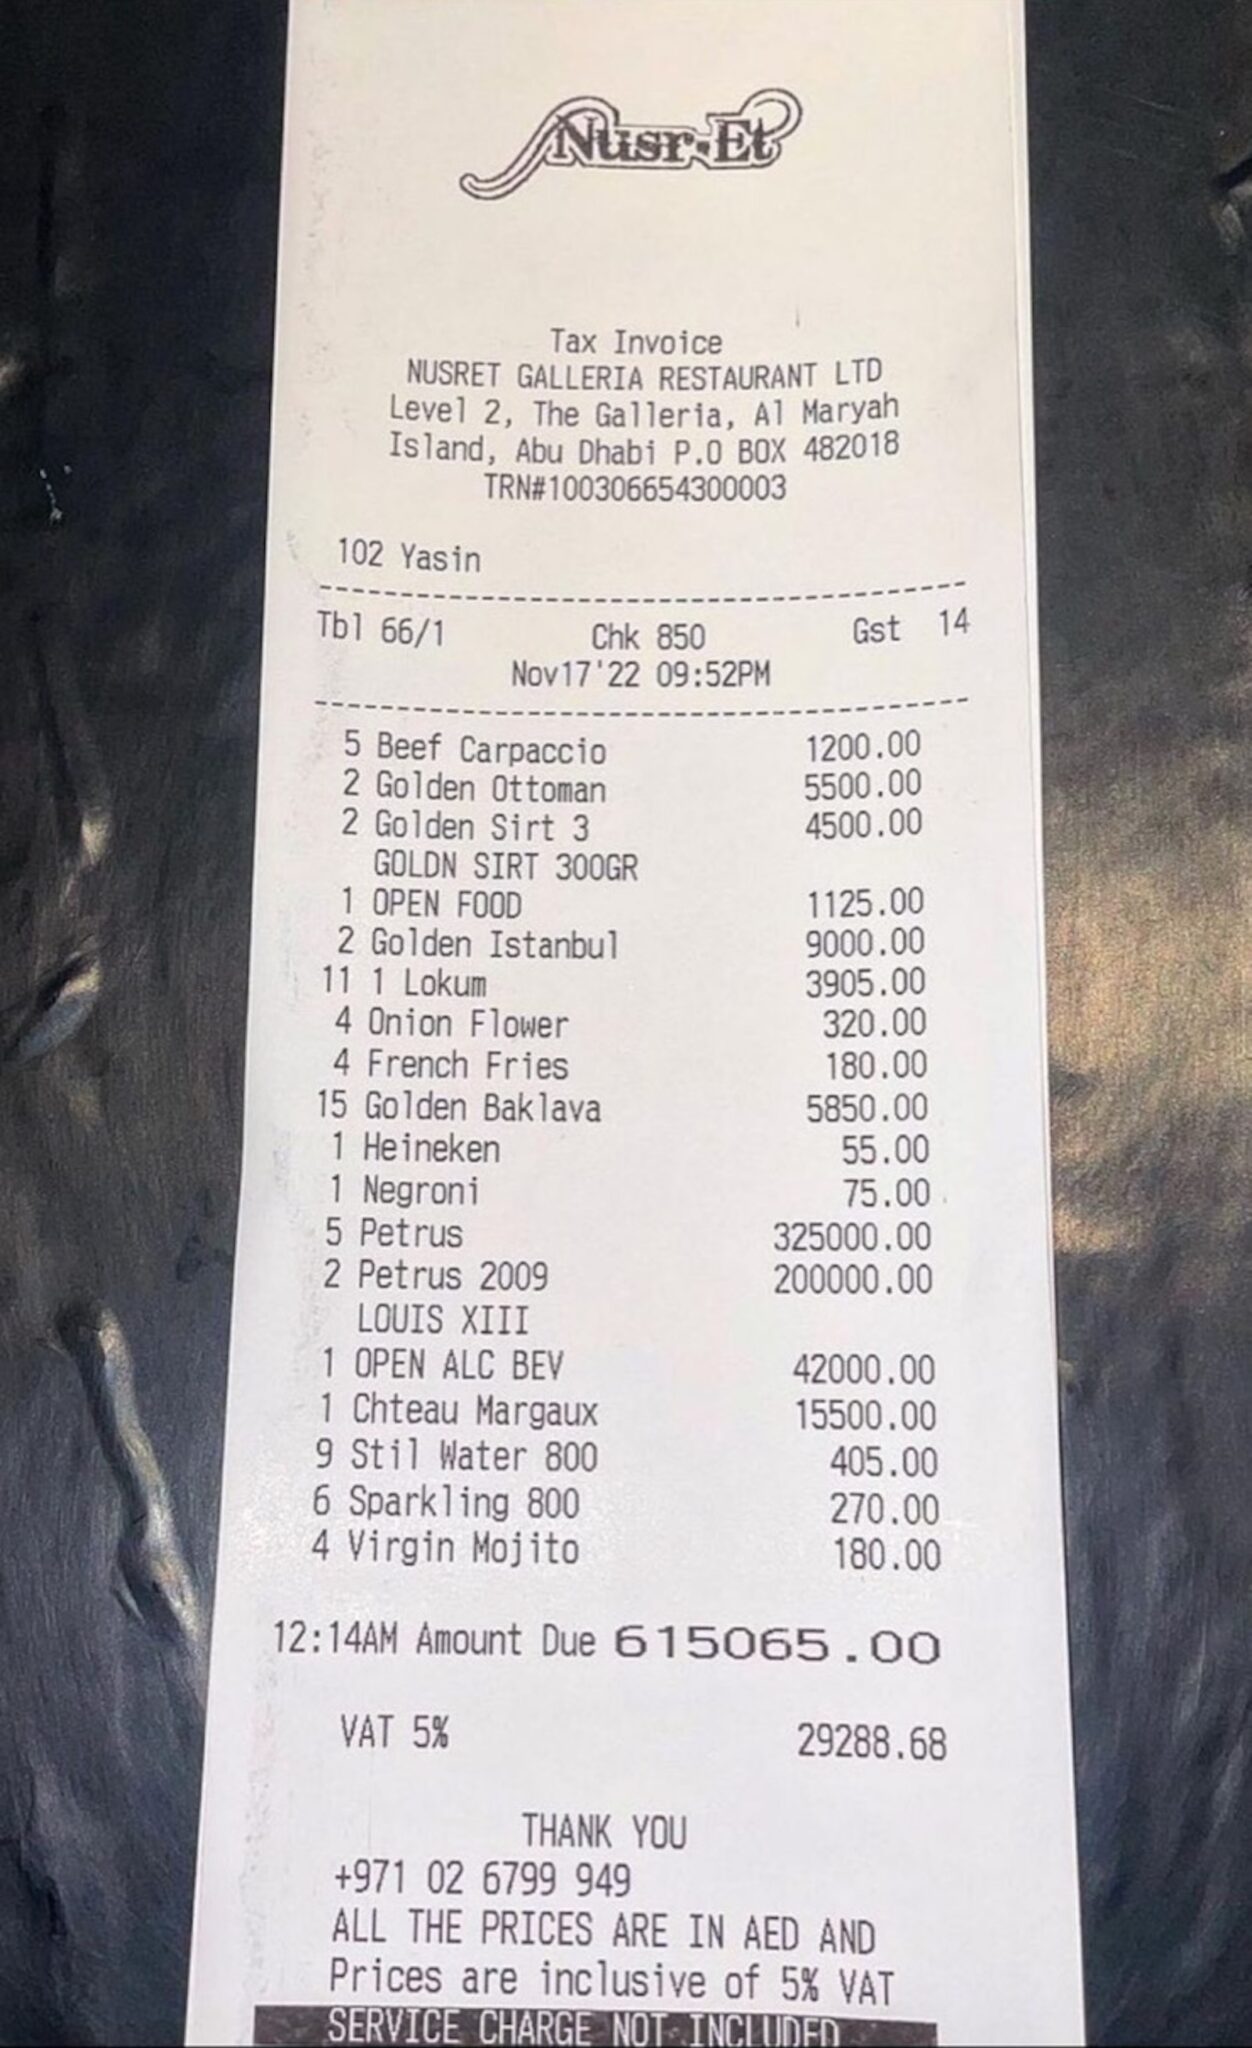 Nusr·Et
Tax Invoice
NUSRET GALLERIA RESTAURANT LTD
Level 2, The Galleria, Al Maryah
Island, Abu Dhabi P.O BOX 482018
TRN#100306654300003
102 Yasin
Tbl 66/1 Chk 850 Gst 14
Nov17'22 09:52PM
5 Beef Carpaccio 1200.00
2 Golden Ottoman 5500.00
2 Golden Sirt 3 4500.00
GOLDN SIRT 300GR
1 OPEN FOOD 1125.00
2 Golden Istanbul 9000.00
11 1 Lokum 3905.00
4 Onion Flower 320.00
4 French Fries 180.00
15 Golden Baklava 5850.00
1 Heineken 55.00
1 Negroni 75.00
5 Petrus 325000.00
2 Petrus 2009 200000.00
LOUIS XIII
1 OPEN ALC BEV 42000.00
1 Chteau Margaux 15500.00
9 Stil Water 800 405.00
6 Sparkling 800 270.00
4 Virgin Mojito 180.00
12:14AM Amount Due 615065.00
VAT 5% 29288.68
THANK YOU
+971 02 6799 949
ALL THE PRICES ARE IN AED AND
Prices are inclusive of 5% VAT
SERVICE CHARGE NOT INCLUDED